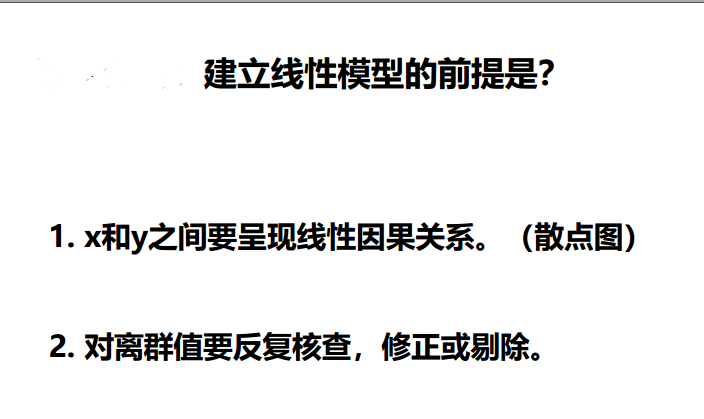 建立线性模型的前提是？
1. x和y之间要呈现线性因果关系。（散点图）
2. 对离群值要反复核查，修正或剔除。